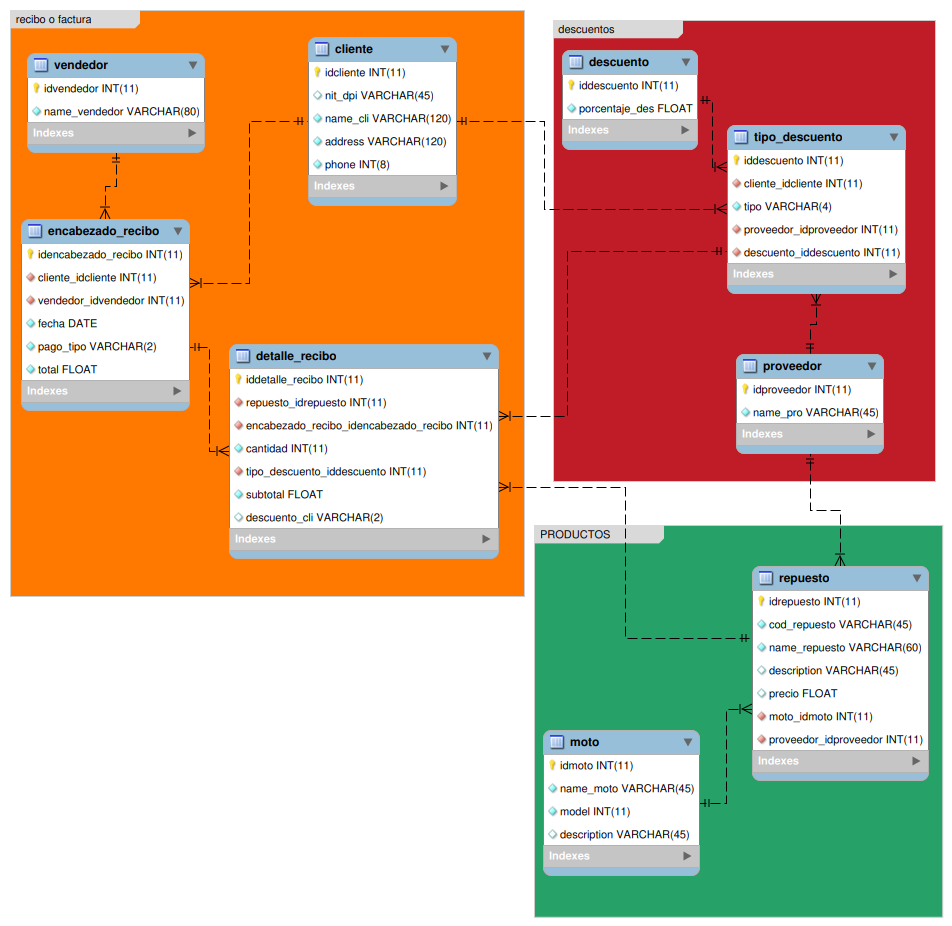 recibo o factura
vendedor
idvendedor INT(11)
name_vendedor VARCHAR(80)
Indexes
cliente
idcliente INT(11)
nit_dpi VARCHAR(45)
name_cli VARCHAR(120)
address VARCHAR(120)
phone INT(8)
Indexes
encabezado_recibo
idencabezado_recibo INT(11)
cliente_idcliente INT(11)
vendedor_idvendedor INT(11)
fecha DATE
pago_tipo VARCHAR(2)
total FLOAT
Indexes
detalle_recibo
iddetalle_recibo INT(11)
repuesto_idrepuesto INT(11)
encabezado_recibo_idencabezado_recibo INT(11)
cantidad INT(11)
tipo_descuento_iddescuento INT(11)
subtotal FLOAT
descuento_cli VARCHAR(2)
Indexes
descuentos
descuento
iddescuento INT(11)
porcentaje_des FLOAT
Indexes
tipo_descuento
iddescuento INT(11)
cliente_idcliente INT(11)
tipo VARCHAR(4)
proveedor_idproveedor INT(11)
descuento_iddescuento INT(11)
Indexes
proveedor
idproveedor INT(11)
name_pro VARCHAR(45)
Indexes
PRODUCTOS
repuesto
idrepuesto INT(11)
cod_repuesto VARCHAR(45)
name_repuesto VARCHAR(60)
description VARCHAR(45)
precio FLOAT
moto_idmoto INT(11)
proveedor_idproveedor INT(11)
Indexes
moto
idmoto INT(11)
name_moto VARCHAR(45)
model INT(11)
description VARCHAR(45)
Indexes